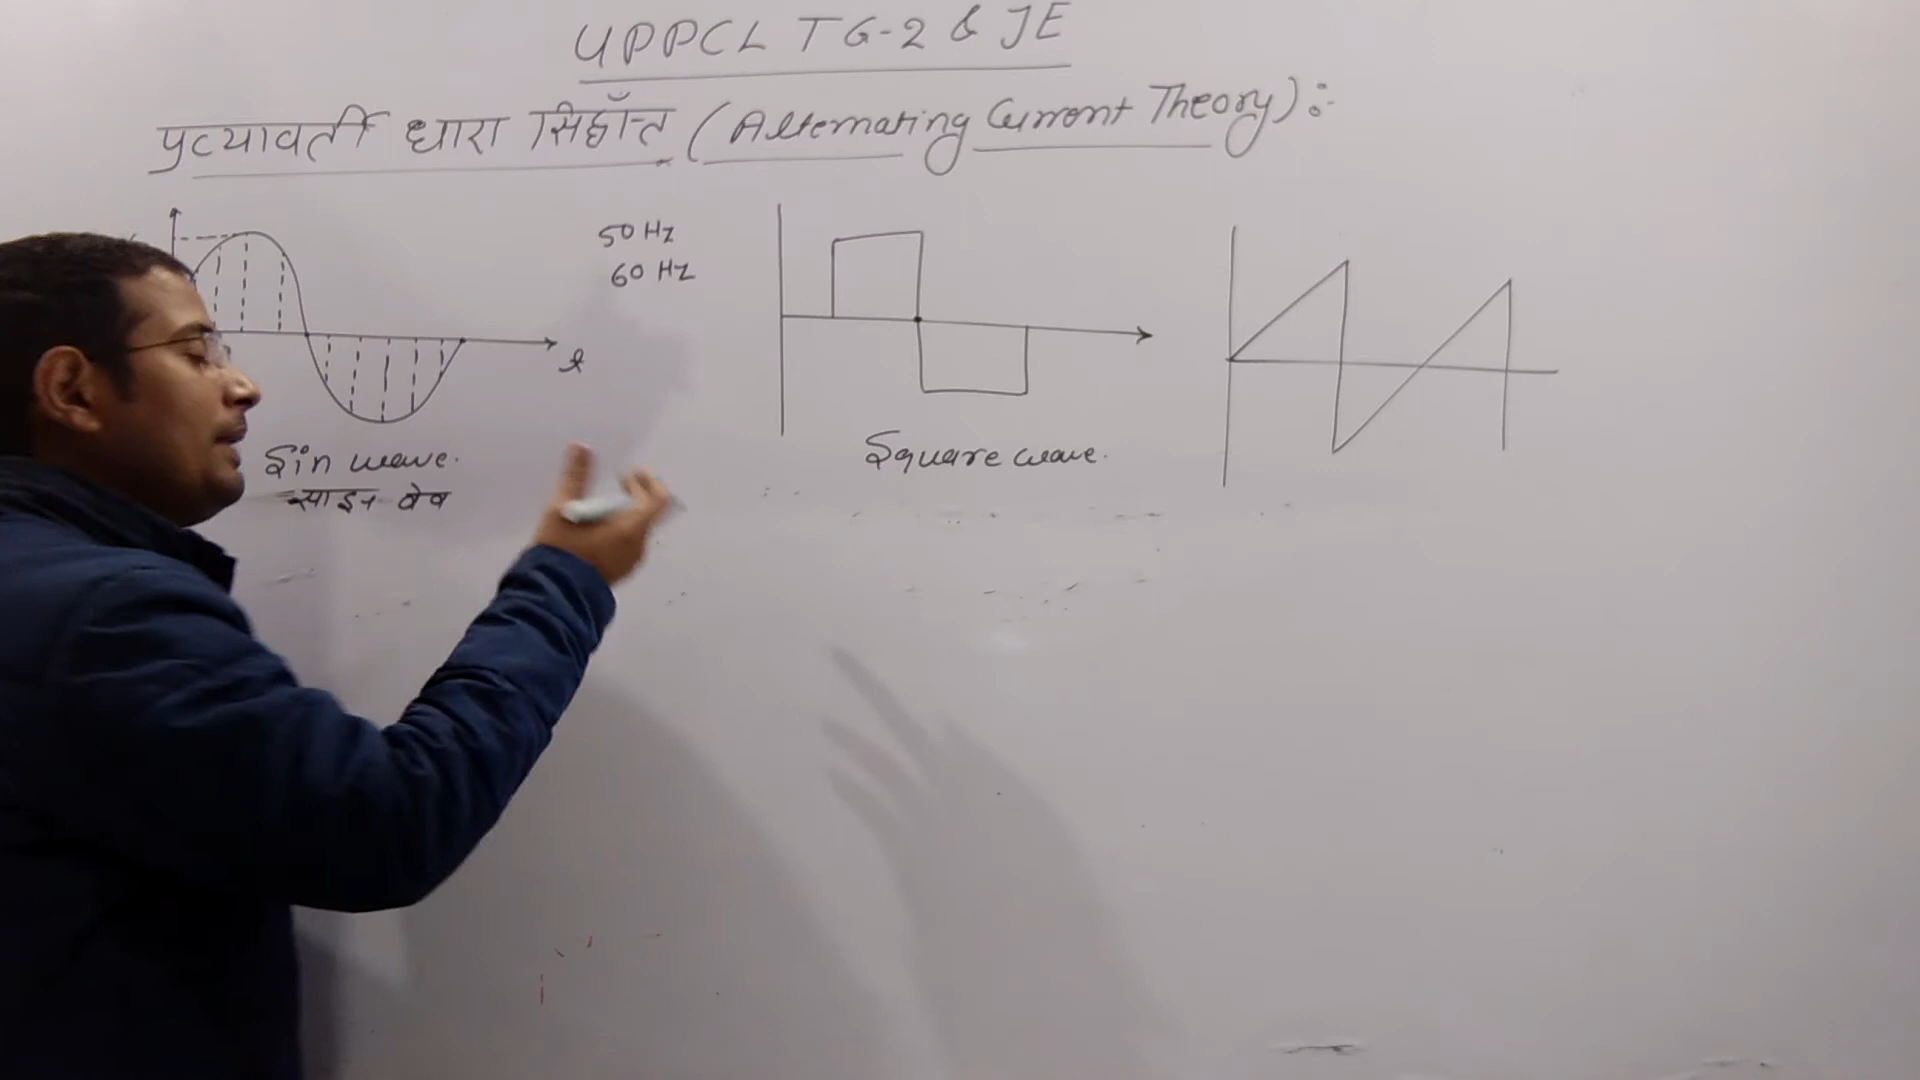 UPPCL TG-2 & JE
प्रत्यावर्ती धारा सिद्धाँन्त (Alternating Current Theory):-
50 Hz
60 Hz
t
Sin wave.
साइन वेव
Square wave.